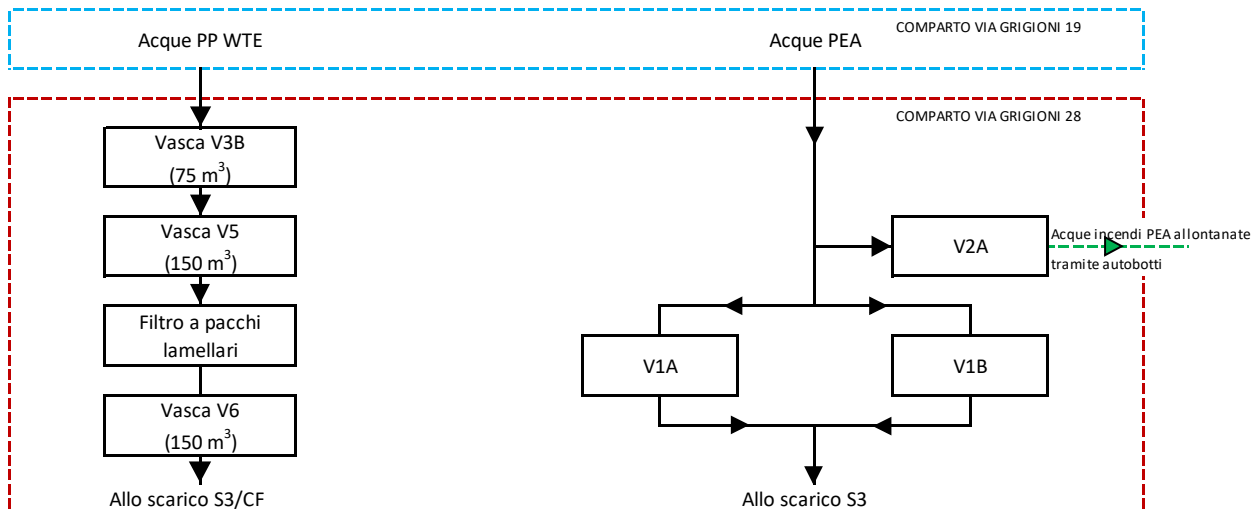 COMPARTO VIA GRIGIONI 19
Acque PP WTE
Acque PEA
COMPARTO VIA GRIGIONI 28
Vasca V3B
(75 m³)
Vasca V5
(150 m³)
V2A
Acque incendi PEA allontanate
tramite autobotti
Filtro a pacchi
lamellari
V1A
V1B
Vasca V6
(150 m³)
Allo scarico S3/CF
Allo scarico S3